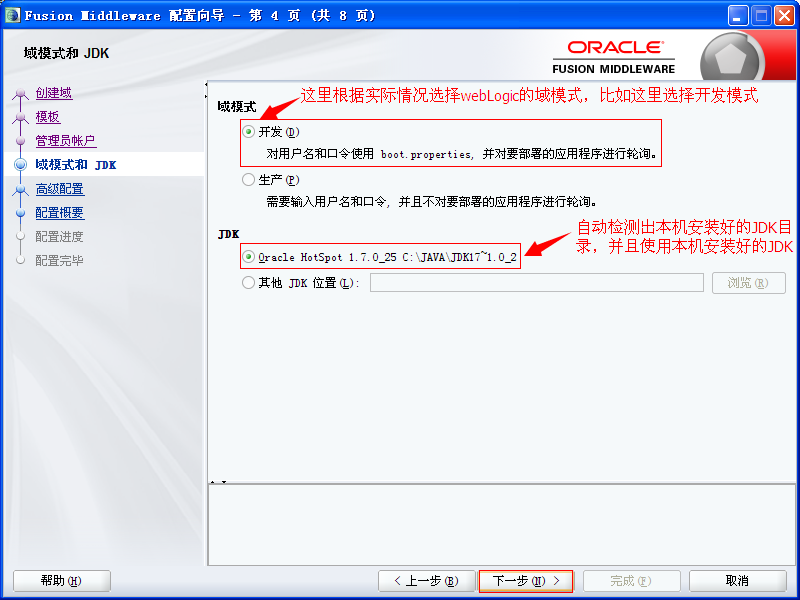 Fusion Middleware 配置向导 - 第 4 页 (共 8 页)
域模式和 JDK
ORACLE
FUSION MIDDLEWARE
创建域
模板
管理员帐户
域模式和 JDK
高级配置
配置概要
配置进度
配置完毕
这里根据实际情况选择webLogic的域模式，比如这里选择开发模式
域模式
开发 (D)
对用户名和口令使用 boot.properties, 并对要部署的应用程序进行轮询。
生产 (P)
需要输入用户名和口令, 并且不对要部署的应用程序进行轮询。
自动检测出本机安装好的JDK目
录，并且使用本机安装好的JDK
JDK
Oracle HotSpot 1.7.0_25 C:\JAVA\JDK17~1.0_2
其他 JDK 位置(L):
浏览(R)
帮助(H)
< 上一步(B)
下一步(N) >
完成(F)
取消